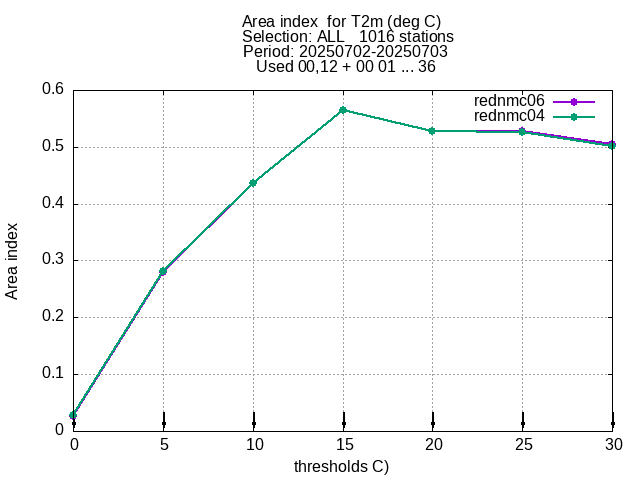 Area index  for T2m (deg C)
Selection: ALL   1016 stations
Period: 20250702-20250703
Used 00,12 + 00 01 ... 36
rednmc06
rednmc04
0.6
0.5
0.4
0.3
0.2
0.1
0
Area index
0 5 10 15 20 25 30
thresholds C)